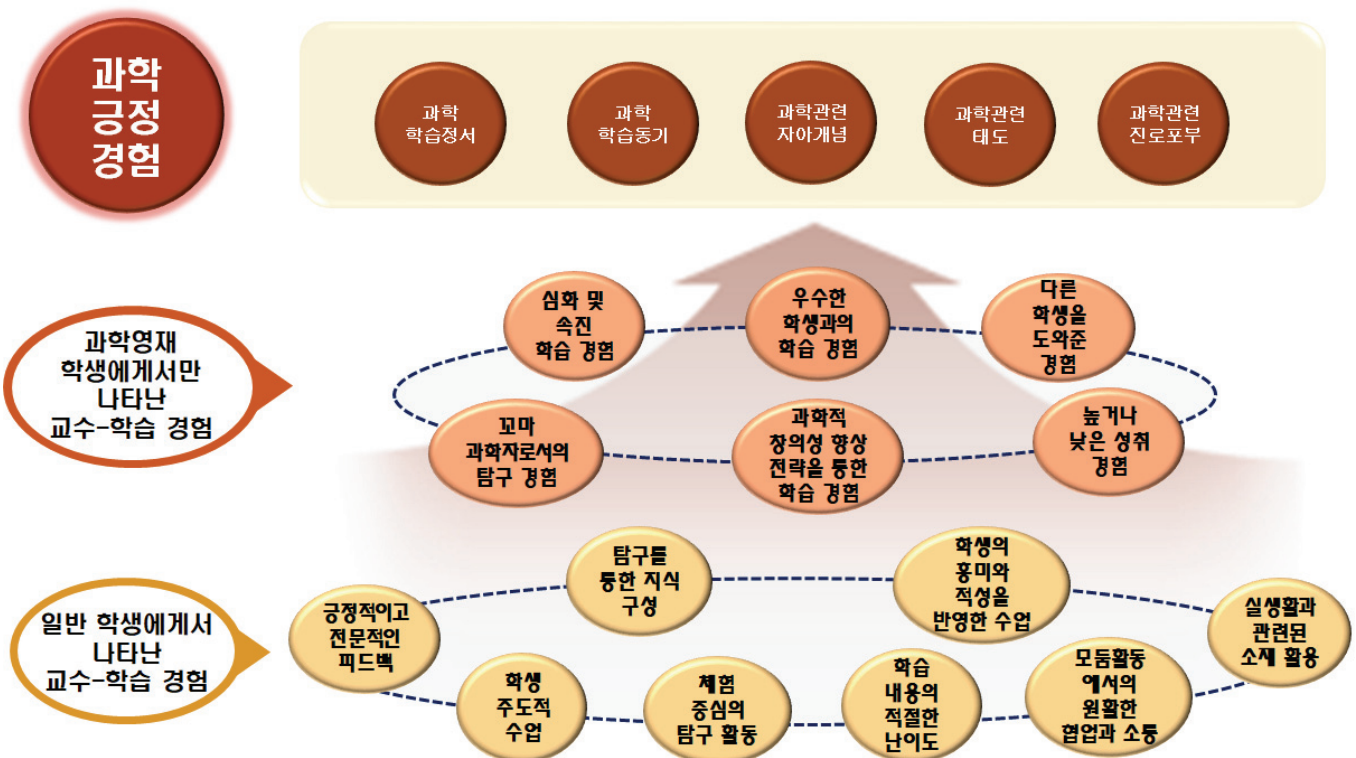 과학
긍정
경험
과학
학습정서
과학
학습동기
과학관련
자아개념
과학관련
태도
과학관련
진로포부
과학영재
학생에게서만
나타난
교수-학습 경험
심화 및
속진
학습 경험
우수한
학생과의
학습 경험
다른
학생을
도와준
경험
꼬마
과학자로서의
탐구 경험
과학적
창의성 향상
전략을 통한
학습 경험
높거나
낮은 성취
경험
일반 학생에게서
나타난
교수-학습 경험
긍정적이고
전문적인
피드백
탐구를
통한 지식
구성
학생의
흥미와
적성을
반영한 수업
실생활과
관련된
소재 활용
학생
주도적
수업
체험
중심의
탐구 활동
학습
내용의
적절한
난이도
모둠활동
에서의
원활한
협업과 소통